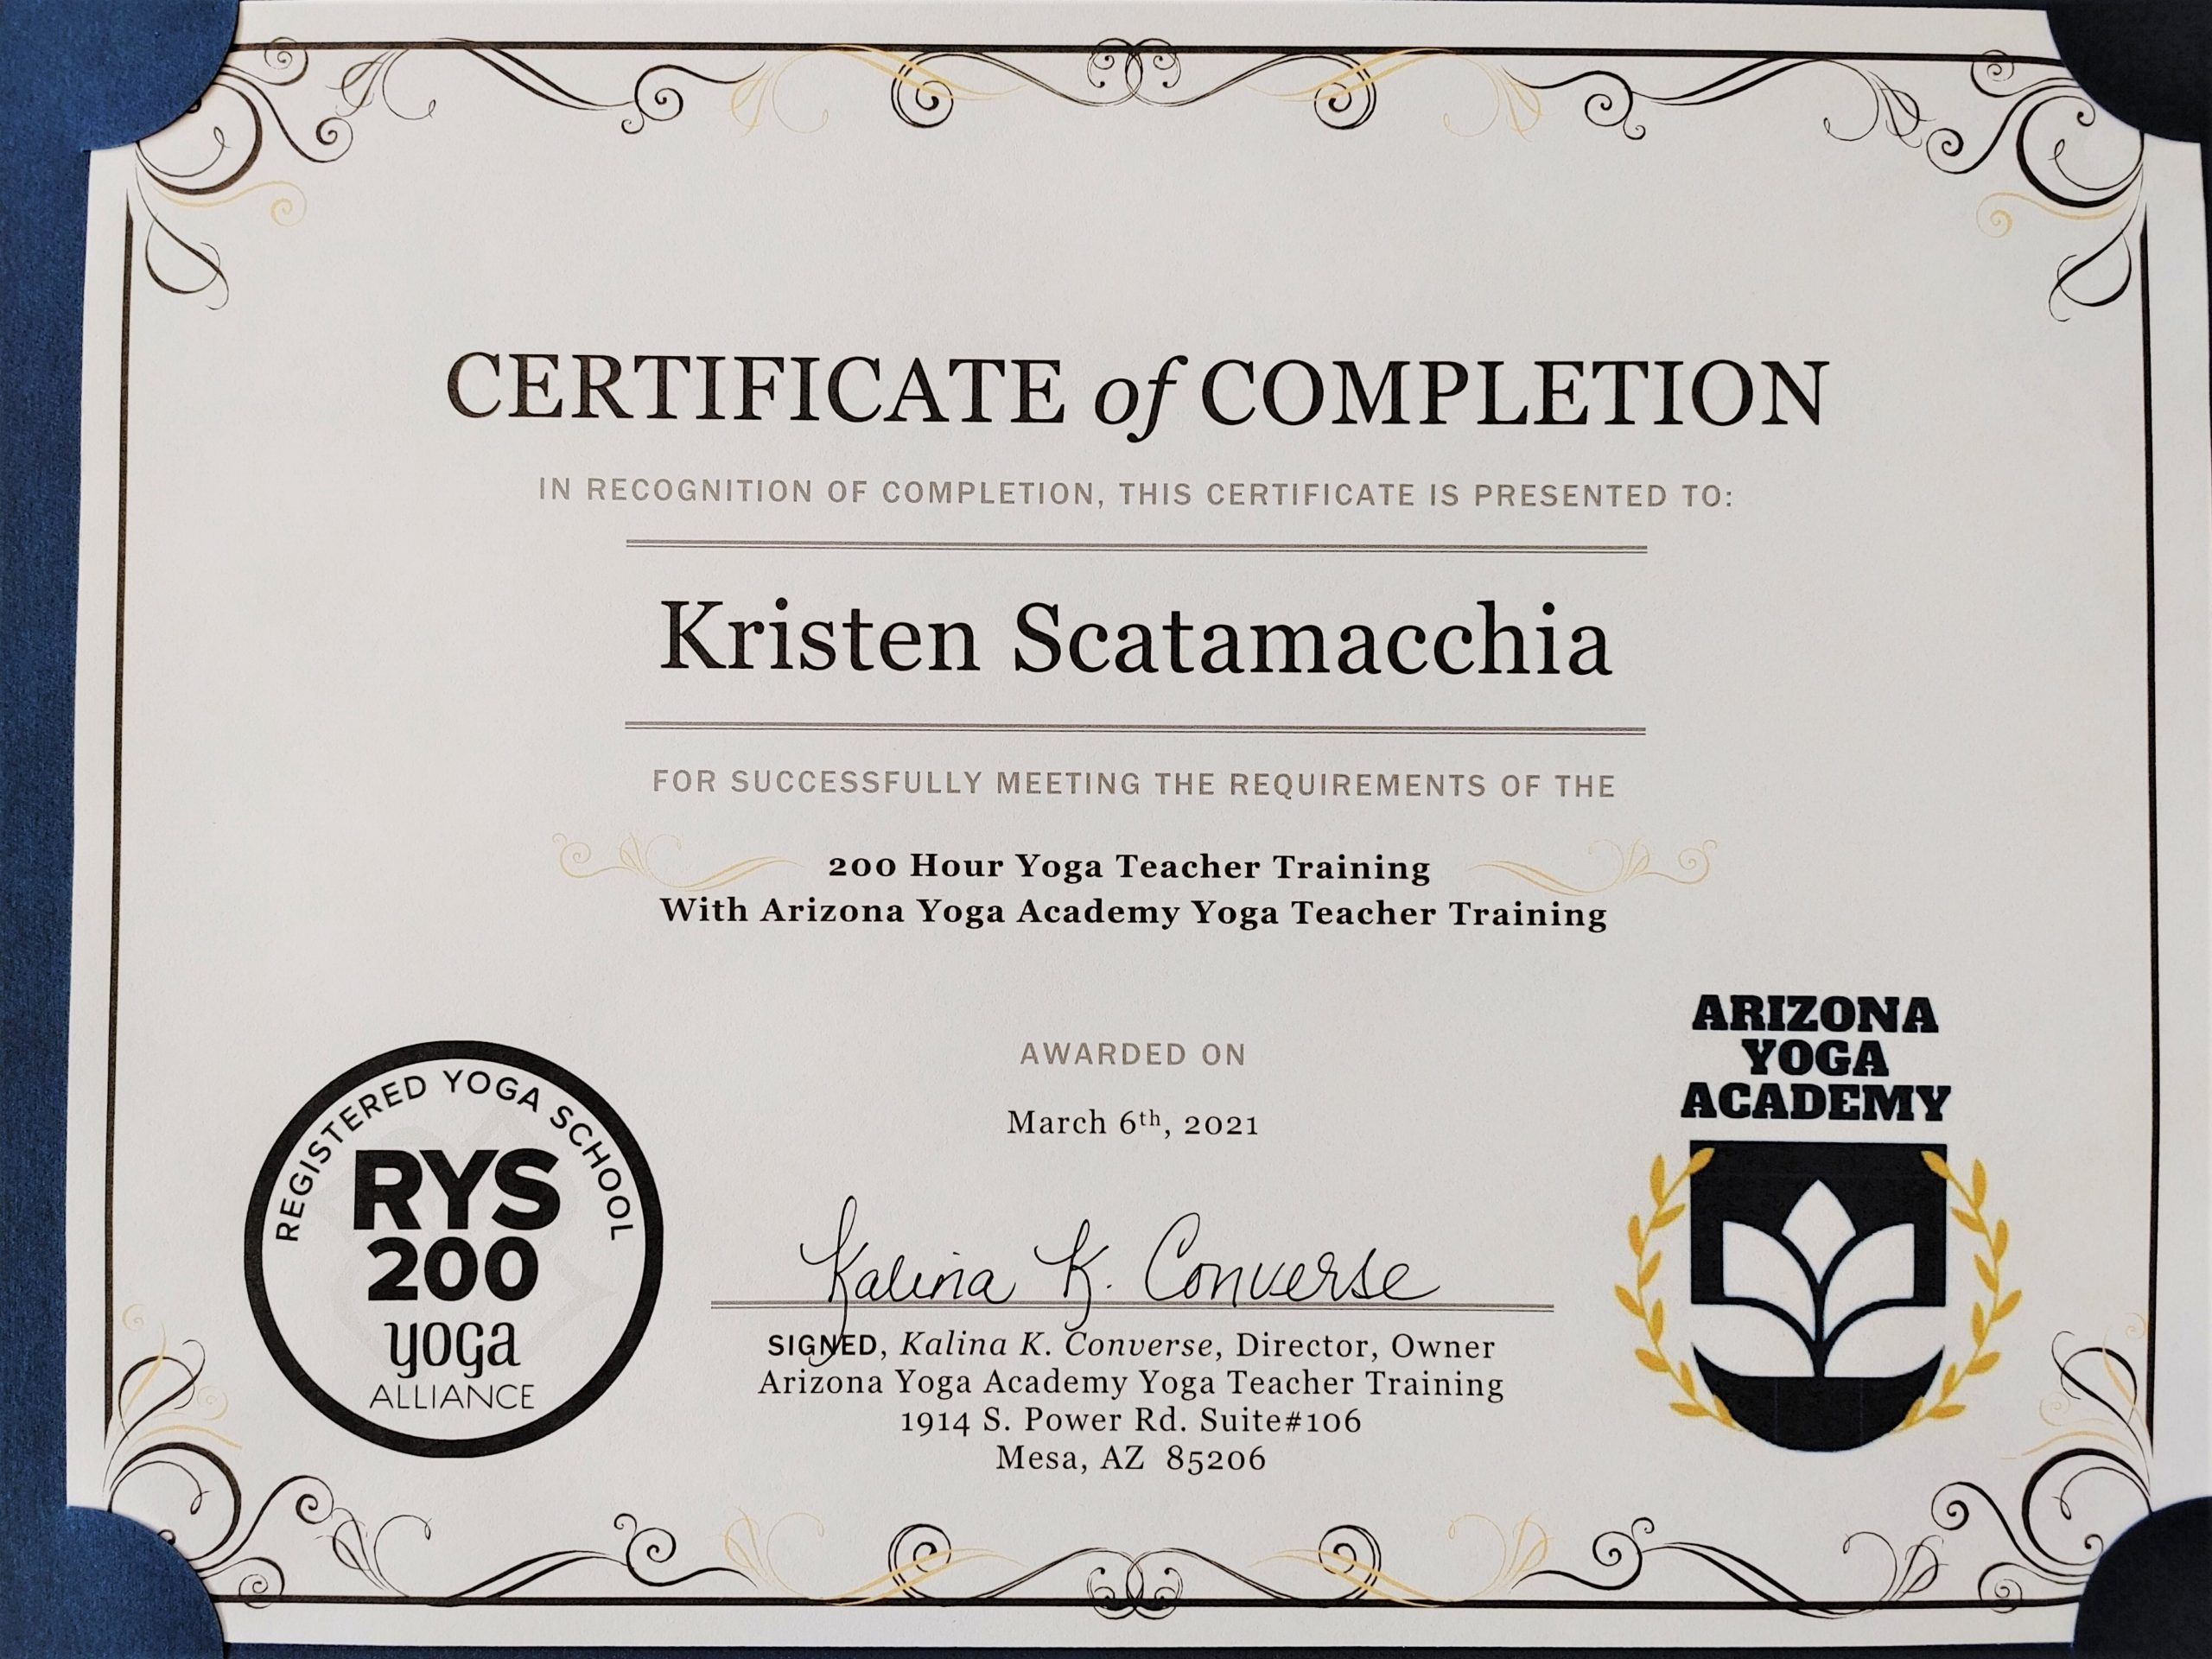 CERTIFICATE of COMPLETION
IN RECOGNITION OF COMPLETION, THIS CERTIFICATE IS PRESENTED TO:
Kristen Scatamacchia
FOR SUCCESSFULLY MEETING THE REQUIREMENTS OF THE
200 Hour Yoga Teacher Training
With Arizona Yoga Academy Yoga Teacher Training
AWARDED ON
March 6th, 2021
Kalina K. Converse
SIGNED, Kalina K. Converse, Director, Owner
Arizona Yoga Academy Yoga Teacher Training
1914 S. Power Rd. Suite#106
Mesa, AZ 85206
REGISTERED YOGA SCHOOL
RYS
200
yoga
ALLIANCE
ARIZONA
YOGA
ACADEMY